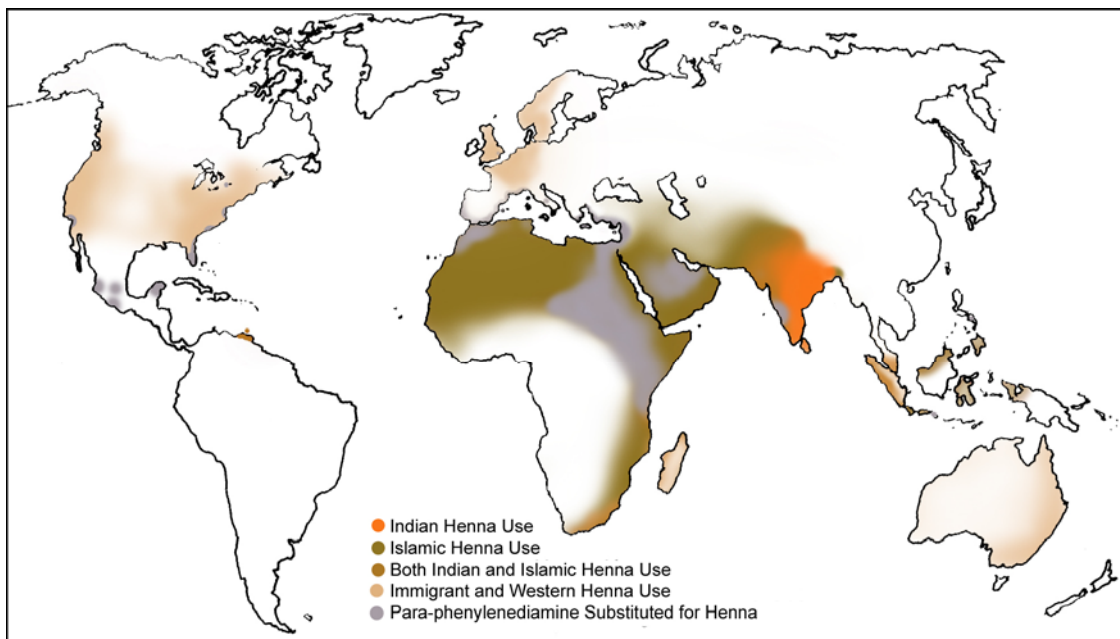 Indian Henna Use
Islamic Henna Use
Both Indian and Islamic Henna Use
Immigrant and Western Henna Use
Para-phenylenediamine Substituted for Henna